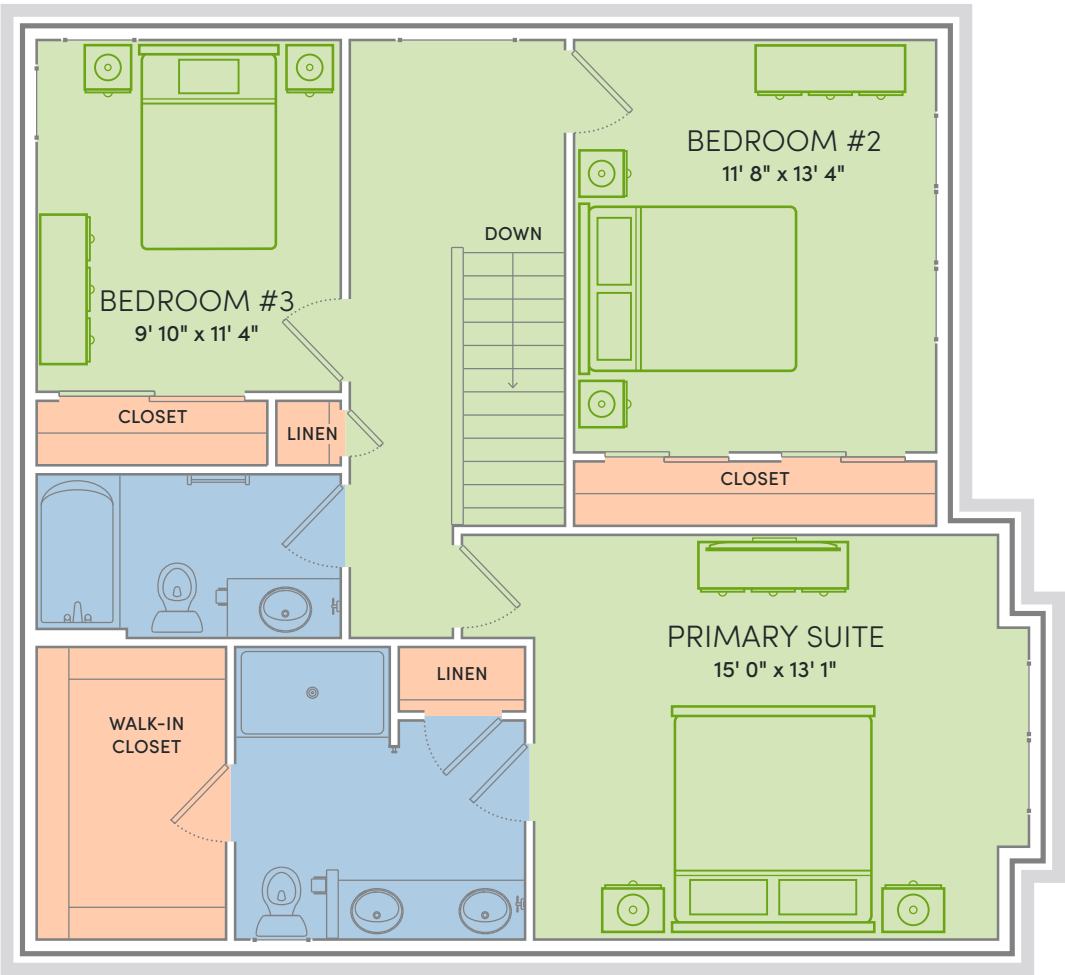 BEDROOM #2
11' 8" x 13' 4"
DOWN
BEDROOM #3
9' 10" x 11' 4"
CLOSET
LINEN
CLOSET
PRIMARY SUITE
15' 0" x 13' 1"
LINEN
WALK-IN
CLOSET